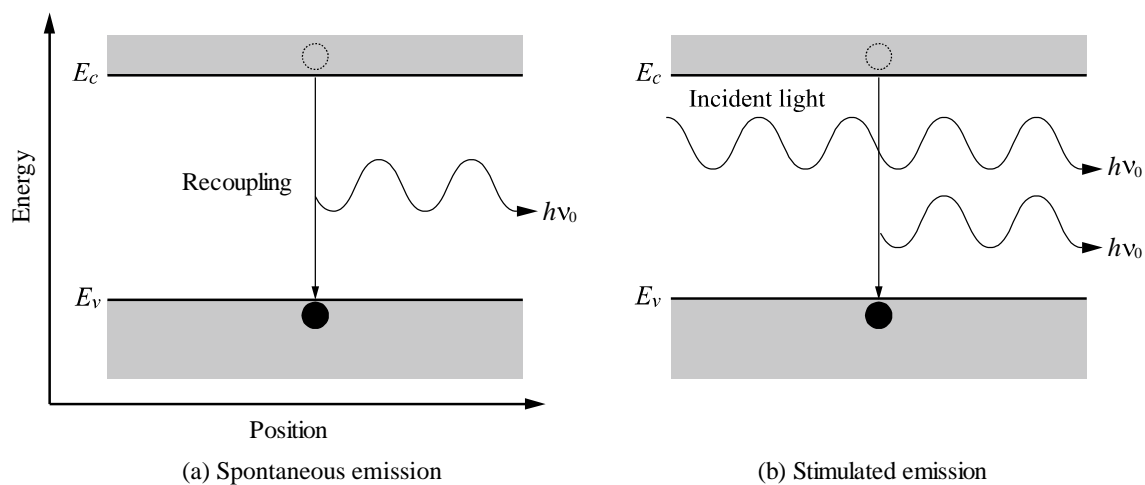 Energy
E_c
Recoupling
hν₀
E_v
Position
(a) Spontaneous emission
E_c
Incident light
hν₀
hν₀
E_v
(b) Stimulated emission